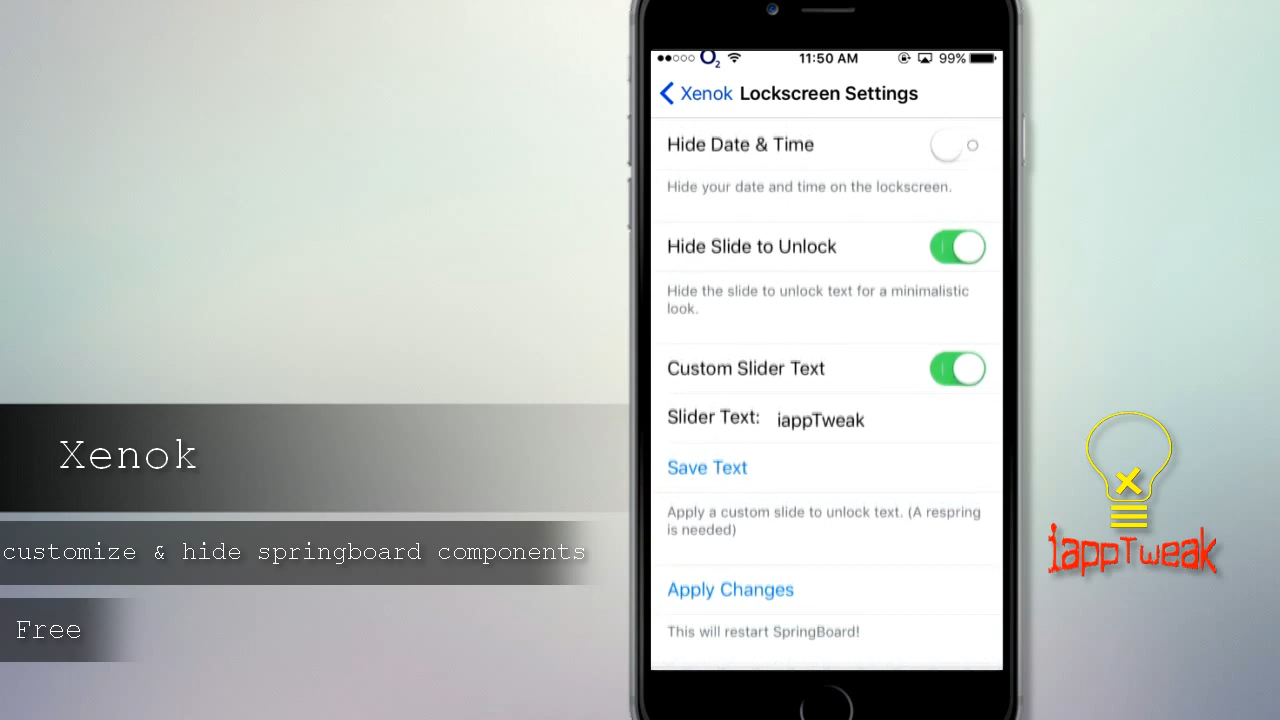 O2
11:50 AM
99%
Xenok
Lockscreen Settings
Hide Date & Time
Hide your date and time on the lockscreen.
Hide Slide to Unlock
Hide the slide to unlock text for a minimalistic
look.
Custom Slider Text
Slider Text: iappTweak
Save Text
Apply a custom slide to unlock text. (A respring
is needed)
Apply Changes
This will restart SpringBoard!
Xenok
customize & hide springboard components
Free
iappTweak